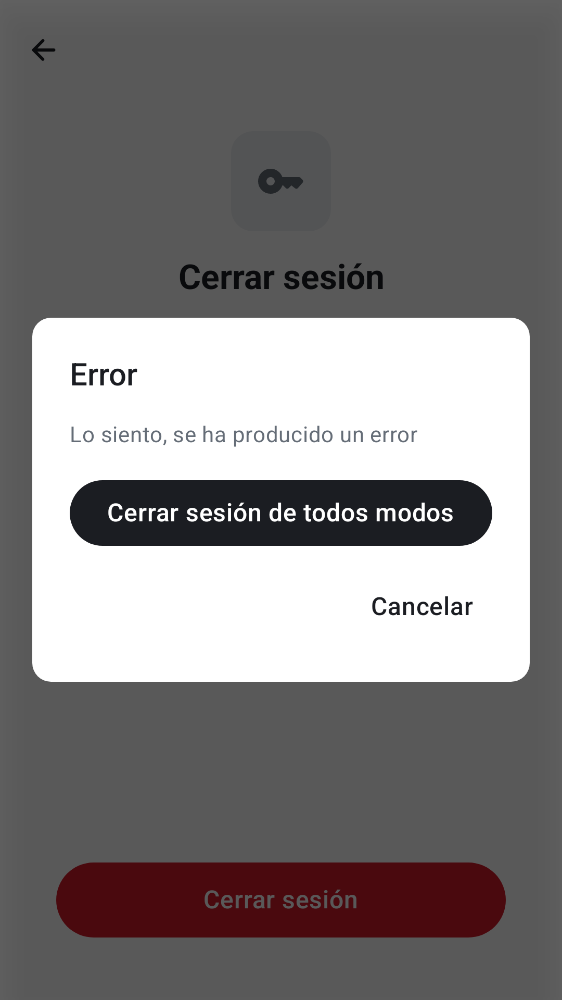 Cerrar sesión
Error
Lo siento, se ha producido un error
Cerrar sesión de todos modos
Cancelar
Cerrar sesión